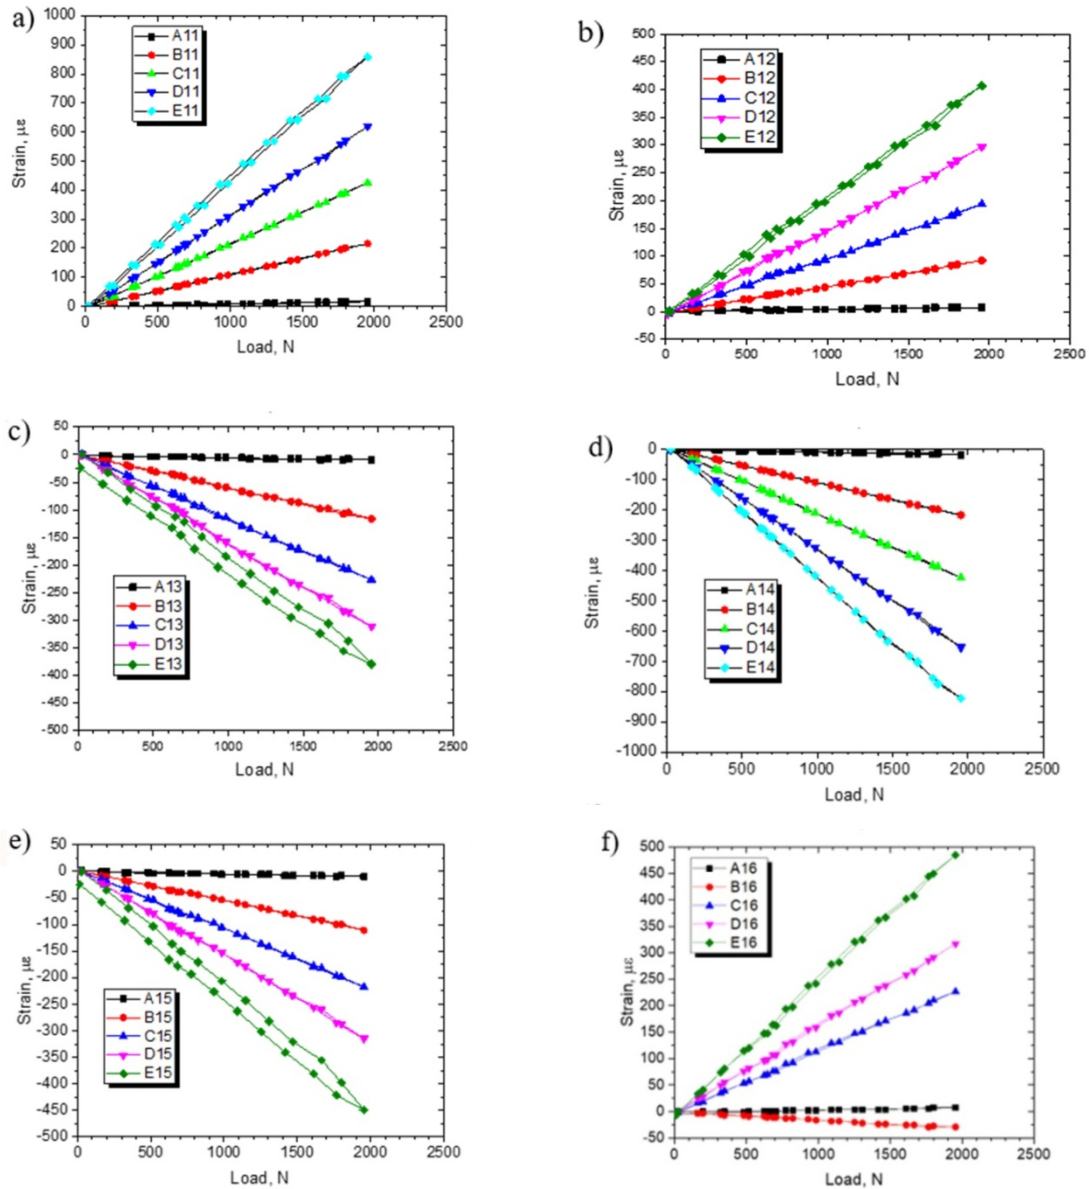 a)
1000
900
800
700
600
500
400
300
200
100
0
Strain, με
A11
B11
C11
D11
E11
0 500 1000 1500 2000 2500
Load, N
b)
500
450
400
350
300
250
200
150
100
50
0
-50
Strain, με
A12
B12
C12
D12
E12
0 500 1000 1500 2000 2500
Load, N
c)
50
0
-50
-100
-150
-200
-250
-300
-350
-400
-450
-500
Strain, με
A13
B13
C13
D13
E13
0 500 1000 1500 2000 2500
Load, N
d)
0
-100
-200
-300
-400
-500
-600
-700
-800
-900
-1000
Strain, με
A14
B14
C14
D14
E14
0 500 1000 1500 2000 2500
Load, N
e)
50
0
-50
-100
-150
-200
-250
-300
-350
-400
-450
-500
Strain, με
A15
B15
C15
D15
E15
0 500 1000 1500 2000 2500
Load, N
f)
500
450
400
350
300
250
200
150
100
50
0
-50
Strain, με
A16
B16
C16
D16
E16
0 500 1000 1500 2000 2500
Load, N